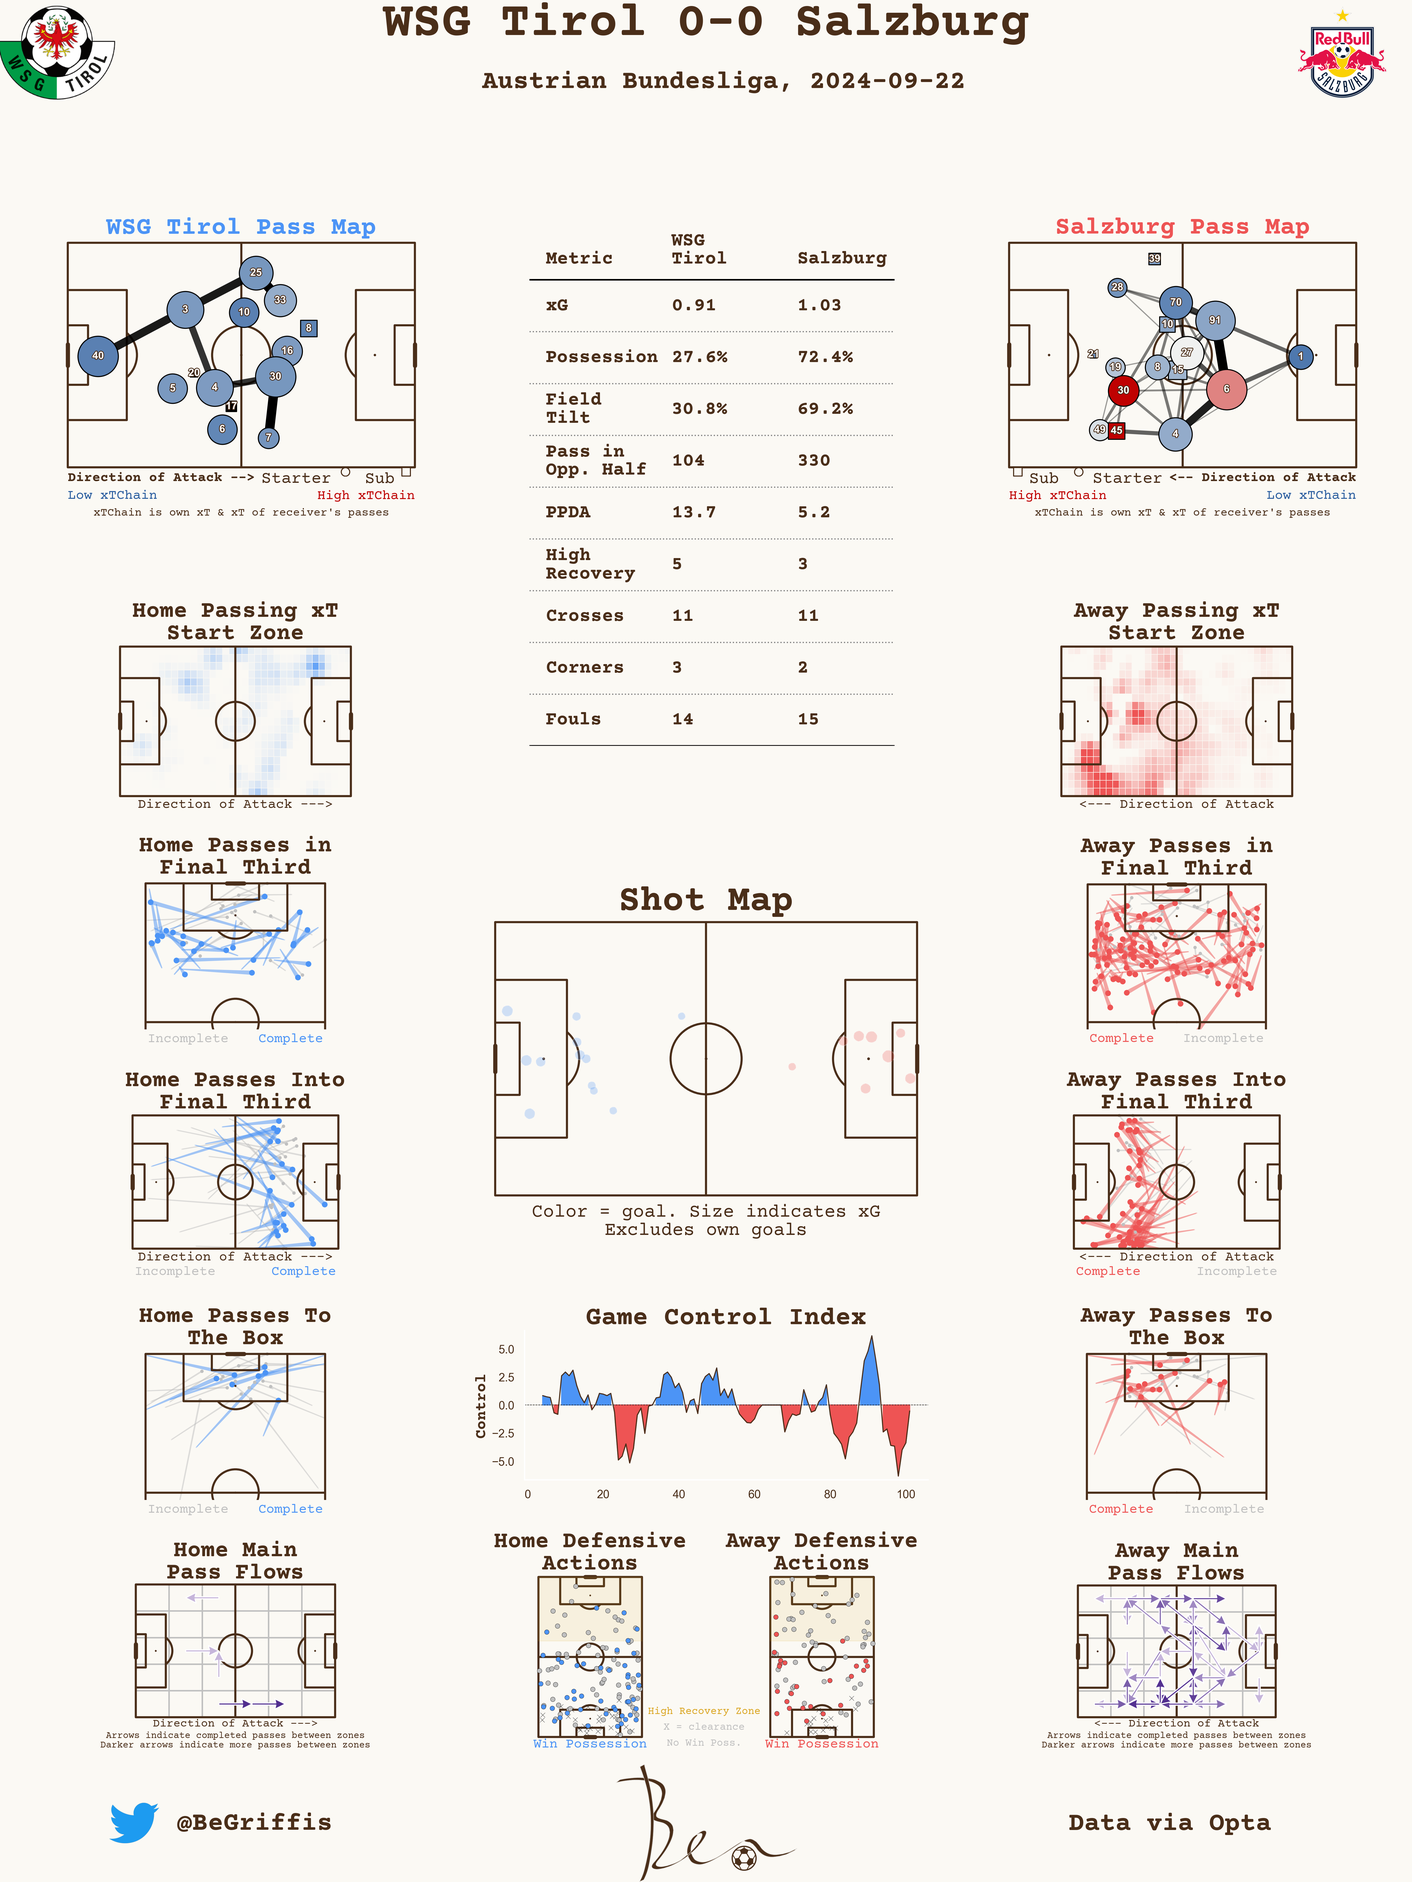 WSG Tirol 0-0 Salzburg
Austrian Bundesliga, 2024-09-22
WSG TIROL
RedBull
SALZBURG
WSG Tirol Pass Map
25
33
3
10
8
40
16
20
30
5
4
17
6
7
Direction of Attack --> Starter Sub
Low xTChain High xTChain
xTChain is own xT & xT of receiver's passes
Metric WSG Tirol Salzburg
xG 0.91 1.03
Possession 27.6% 72.4%
Field Tilt 30.8% 69.2%
Pass in Opp. Half 104 330
PPDA 13.7 5.2
High Recovery 5 3
Crosses 11 11
Corners 3 2
Fouls 14 15
Salzburg Pass Map
39
28
70
10
91
21
27
1
19
8
15
30
6
49
45
4
Sub Starter <-- Direction of Attack
High xTChain Low xTChain
xTChain is own xT & xT of receiver's passes
Home Passing xT
Start Zone
Direction of Attack --->
Away Passing xT
Start Zone
<--- Direction of Attack
Home Passes in
Final Third
Incomplete Complete
Away Passes in
Final Third
Complete Incomplete
Shot Map
Color = goal. Size indicates xG
Excludes own goals
Home Passes Into
Final Third
Direction of Attack --->
Incomplete Complete
Away Passes Into
Final Third
<--- Direction of Attack
Complete Incomplete
Home Passes To
The Box
Incomplete Complete
Game Control Index
Control
5.0
2.5
0.0
−2.5
−5.0
0 20 40 60 80 100
Away Passes To
The Box
Complete Incomplete
Home Main
Pass Flows
Direction of Attack --->
Arrows indicate completed passes between zones
Darker arrows indicate more passes between zones
Home Defensive
Actions
Win Possession
Away Defensive
Actions
Win Possession
High Recovery Zone
X = clearance
No Win Poss.
Away Main
Pass Flows
<--- Direction of Attack
Arrows indicate completed passes between zones
Darker arrows indicate more passes between zones
@BeGriffis
Ben
Data via Opta